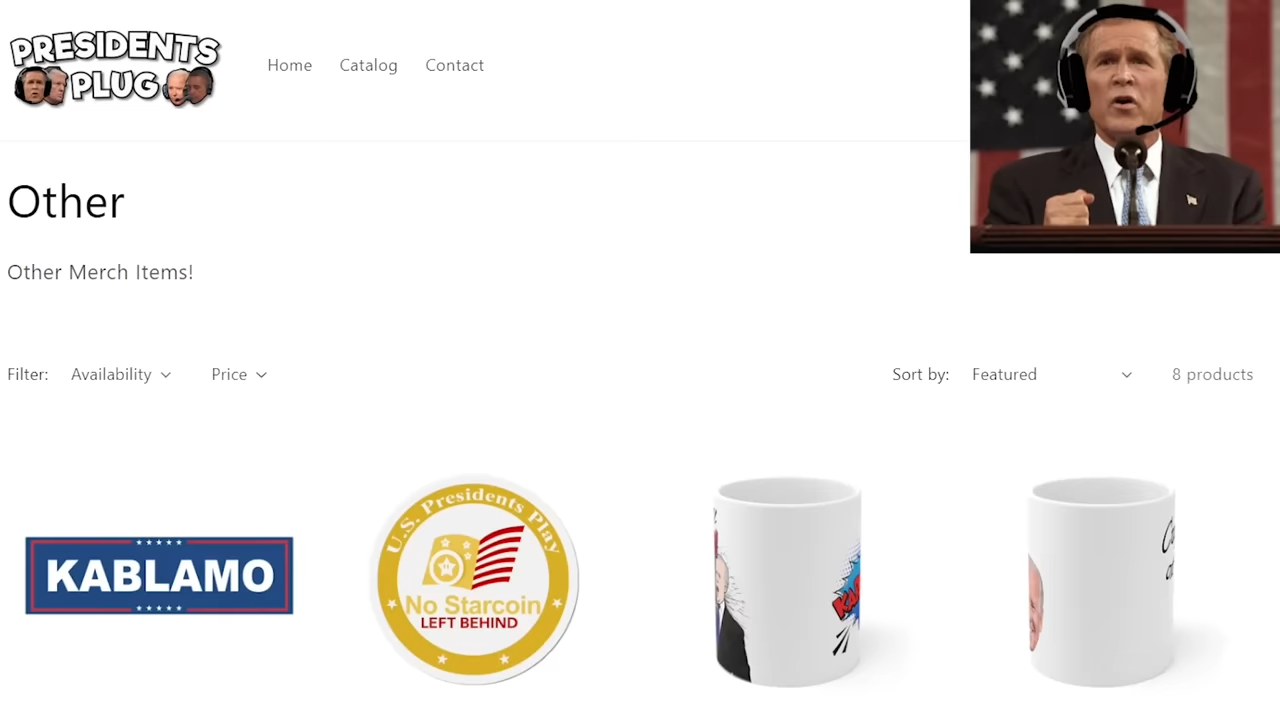 PRESIDENTS
PLUG
Home
Catalog
Contact
Other
Other Merch Items!
Filter:
Availability
Price
Sort by:
Featured
8 products
KABLAMO
U.S. Presidents Play
No Starcoin
LEFT BEHIND